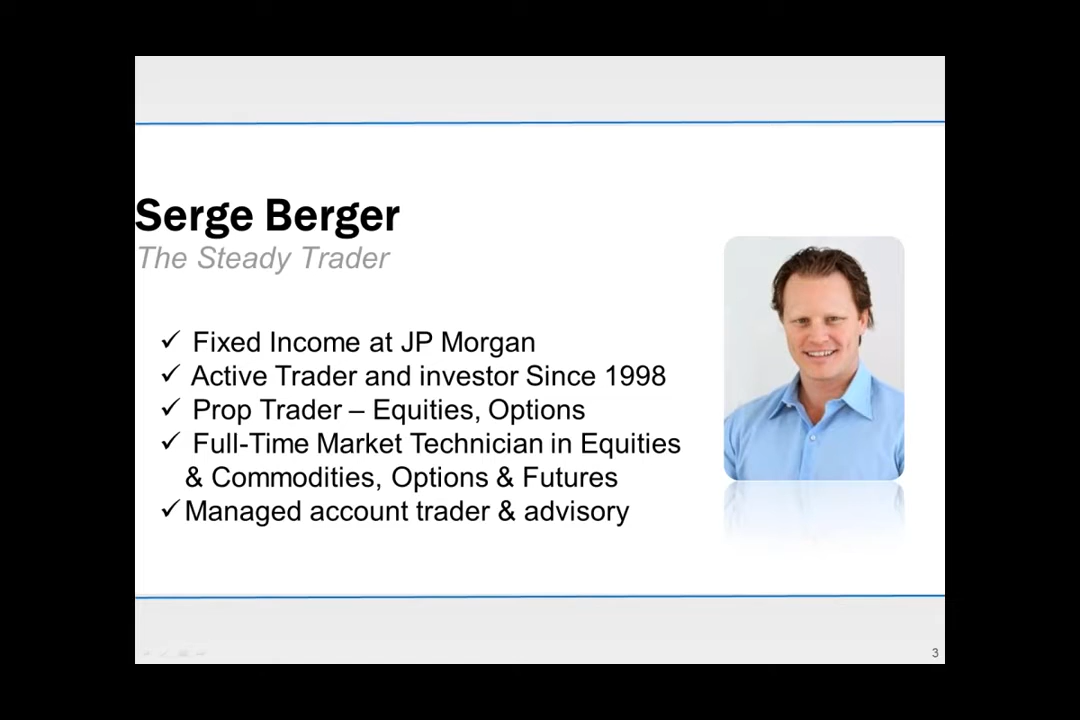 Serge Berger
The Steady Trader
✓ Fixed Income at JP Morgan
✓ Active Trader and investor Since 1998
✓ Prop Trader – Equities, Options
✓ Full-Time Market Technician in Equities
& Commodities, Options & Futures
✓ Managed account trader & advisory
3